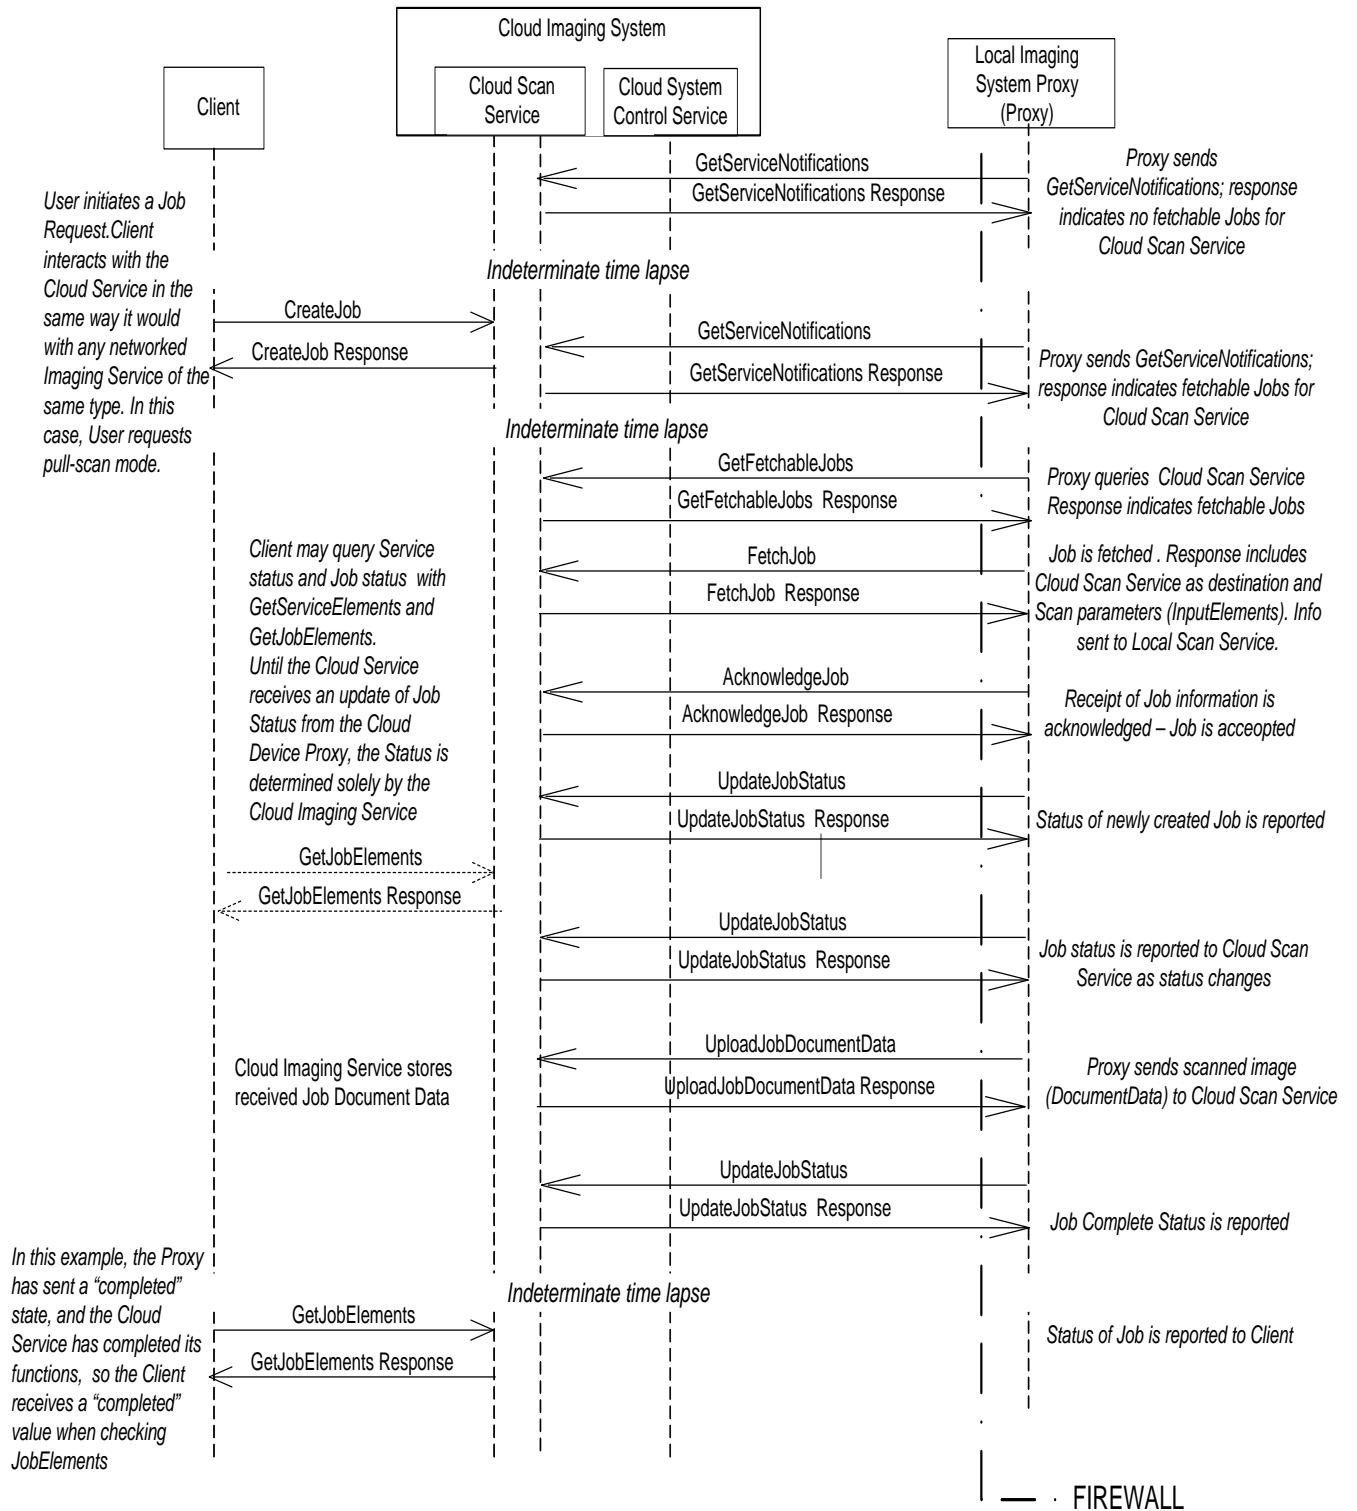 Cloud Imaging System
Client
Cloud Scan
Service
Cloud System
Control Service
Local Imaging
System Proxy
(Proxy)
GetServiceNotifications
GetServiceNotifications Response
Proxy sends
GetServiceNotifications; response
indicates no fetchable Jobs for
Cloud Scan Service
User initiates a Job
Request.Client
interacts with the
Cloud Service in the
same way it would
with any networked
Imaging Service of the
same type. In this
case, User requests
pull-scan mode.
Indeterminate time lapse
CreateJob
CreateJob Response
GetServiceNotifications
GetServiceNotifications Response
Proxy sends GetServiceNotifications;
response indicates fetchable Jobs for
Cloud Scan Service
Indeterminate time lapse
GetFetchableJobs
GetFetchableJobs Response
Proxy queries Cloud Scan Service
Response indicates fetchable Jobs
Client may query Service
status and Job status with
GetServiceElements and
GetJobElements.
Until the Cloud Service
receives an update of Job
Status from the Cloud
Device Proxy, the Status is
determined solely by the
Cloud Imaging Service
FetchJob
FetchJob Response
Job is fetched . Response includes
Cloud Scan Service as destination and
Scan parameters (InputElements). Info
sent to Local Scan Service.
AcknowledgeJob
AcknowledgeJob Response
Receipt of Job information is
acknowledged – Job is acceopted
UpdateJobStatus
UpdateJobStatus Response
Status of newly created Job is reported
GetJobElements
GetJobElements Response
UpdateJobStatus
UpdateJobStatus Response
Job status is reported to Cloud Scan
Service as status changes
Cloud Imaging Service stores
received Job Document Data
UploadJobDocumentData
UploadJobDocumentData Response
Proxy sends scanned image
(DocumentData) to Cloud Scan Service
UpdateJobStatus
UpdateJobStatus Response
Job Complete Status is reported
In this example, the Proxy
has sent a “completed”
state, and the Cloud
Service has completed its
functions, so the Client
receives a “completed”
value when checking
JobElements
Indeterminate time lapse
GetJobElements
GetJobElements Response
Status of Job is reported to Client
FIREWALL